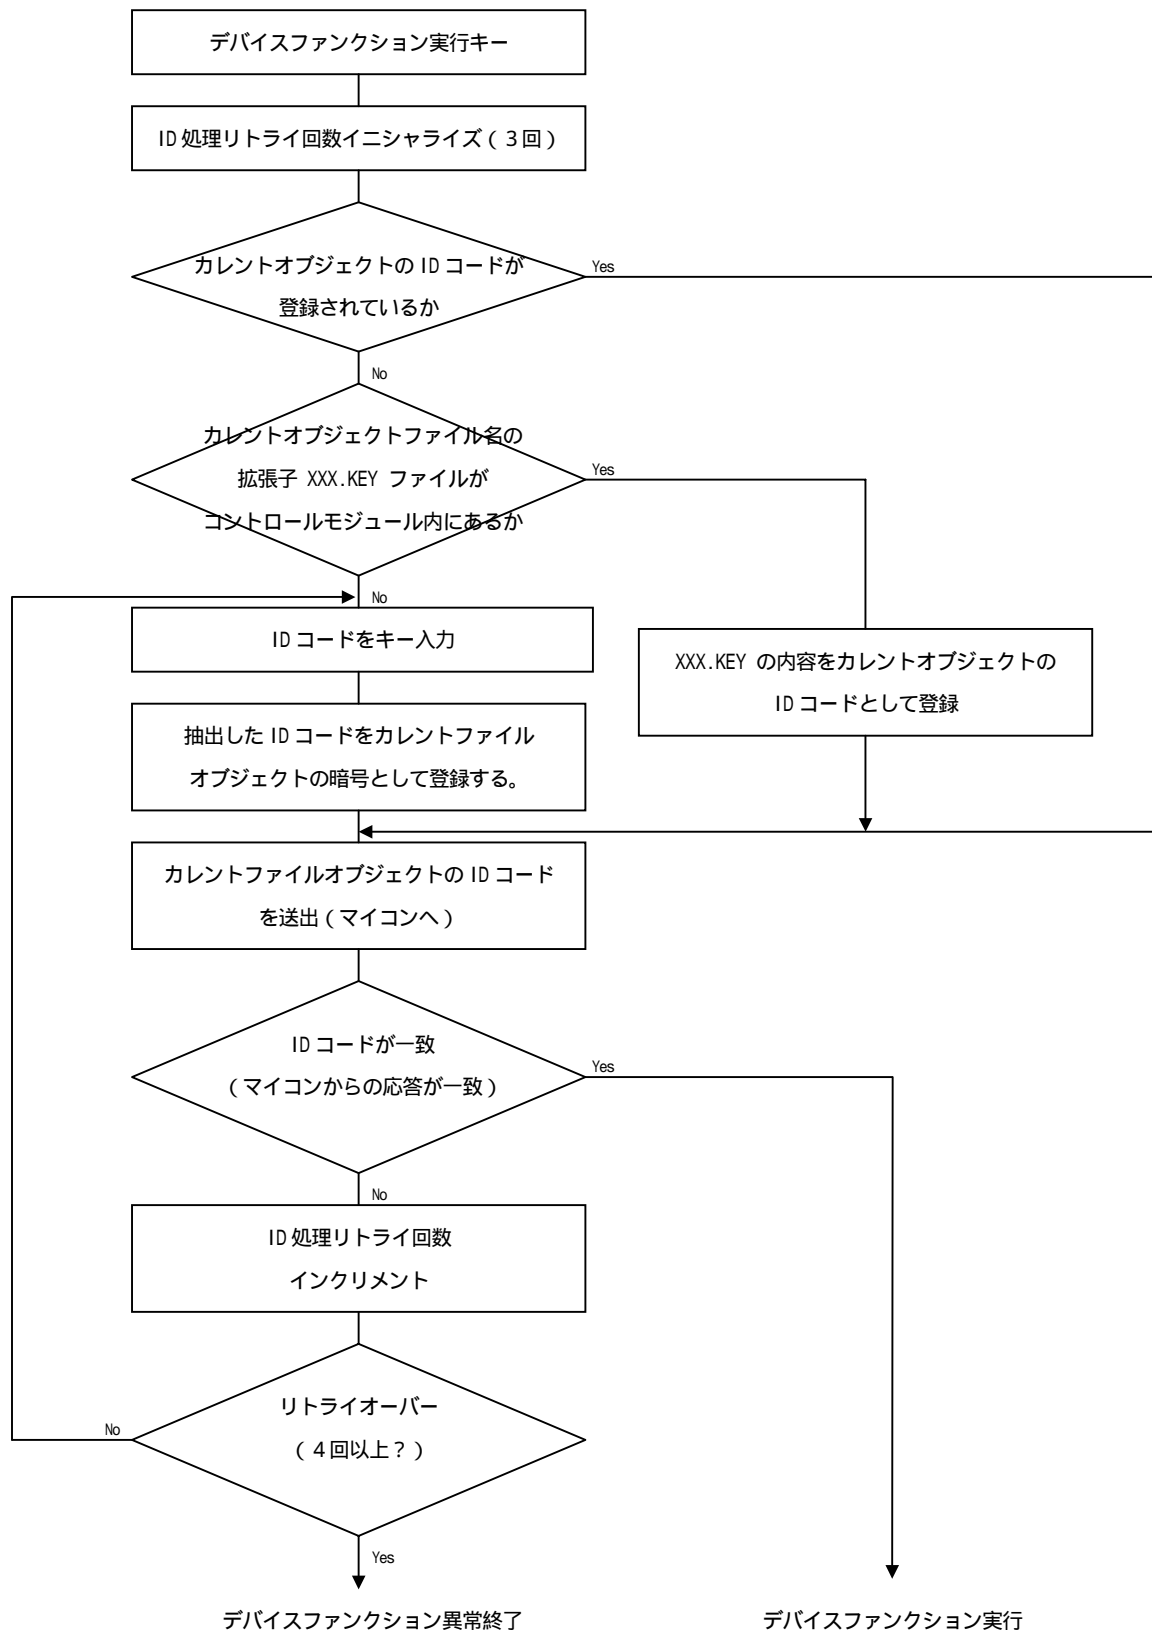 デバイスファンクション実行キー
ID処理リトライ回数イニシャライズ(3回)
カレントオブジェクトの ID コードが
登録されているか
Yes
No
カレントオブジェクトファイル名の
拡張子 XXX.KEY ファイルが
コントロールモジュール内にあるか
Yes
No
ID コードをキー入力
XXX.KEY の内容をカレントオブジェクトの
ID コードとして登録
抽出した ID コードをカレントファイル
オブジェクトの暗号として登録する。
カレントファイルオブジェクトの ID コード
を送出(マイコンへ)
ID コードが一致
(マイコンからの応答が一致)
Yes
No
ID処理リトライ回数
インクリメント
リトライオーバー
(4回以上?)
No
Yes
デバイスファンクション異常終了
デバイスファンクション実行